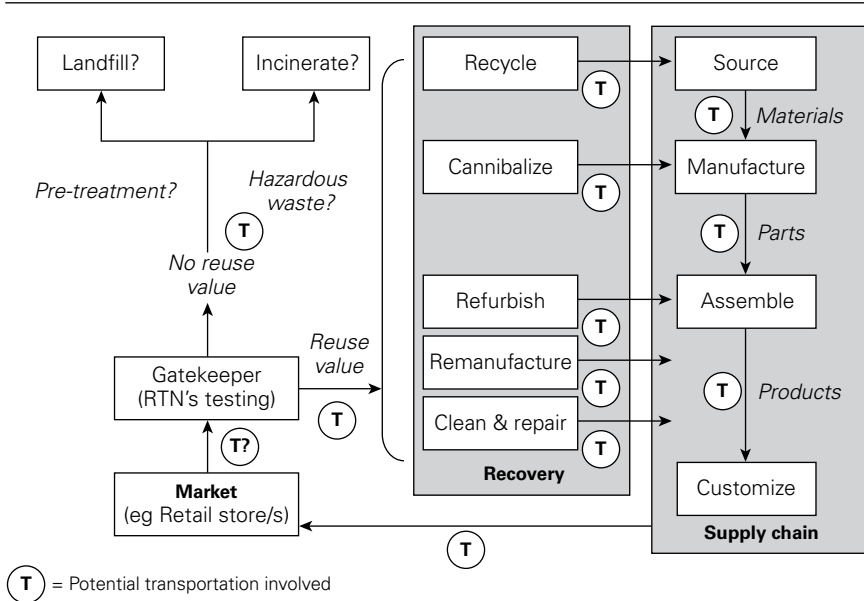 Landfill?
Incinerate?
Pre-treatment?
Hazardous
waste?
T
No reuse
value
Gatekeeper
(RTN's testing)
Reuse
value
T
T?
Market
(eg Retail store/s)
Recycle
T
Cannibalize
T
Refurbish
T
Remanufacture
T
Clean & repair
T
Recovery
Source
T
Materials
Manufacture
T
Parts
Assemble
T
Products
Customize
Supply chain
T
T = Potential transportation involved